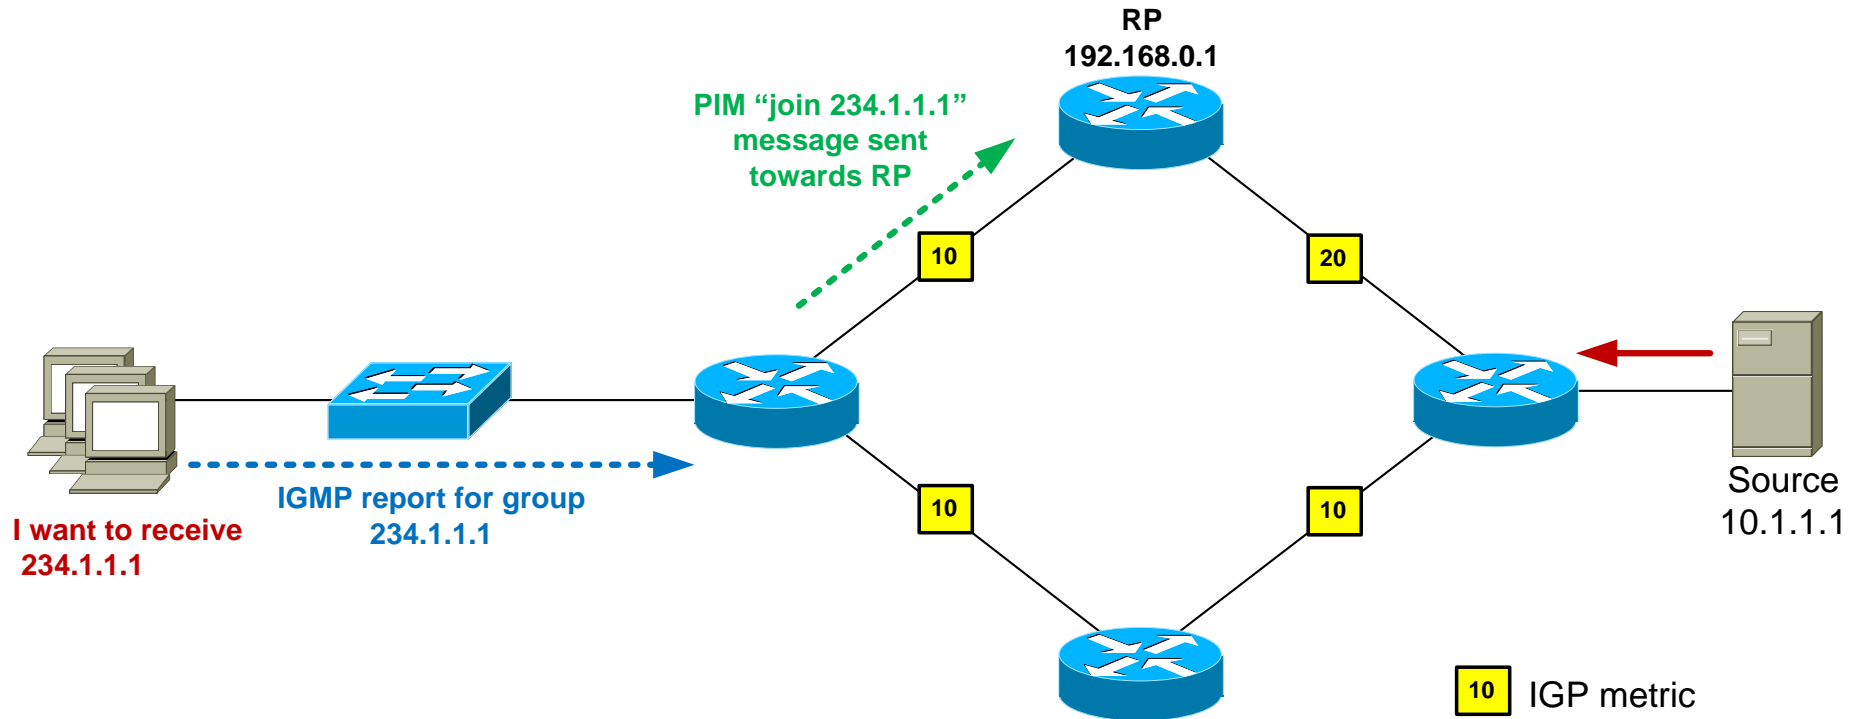 RP
192.168.0.1
PIM “join 234.1.1.1”
message sent
towards RP
10
20
IGMP report for group
234.1.1.1
I want to receive
234.1.1.1
10
10
Source
10.1.1.1
10 IGP metric